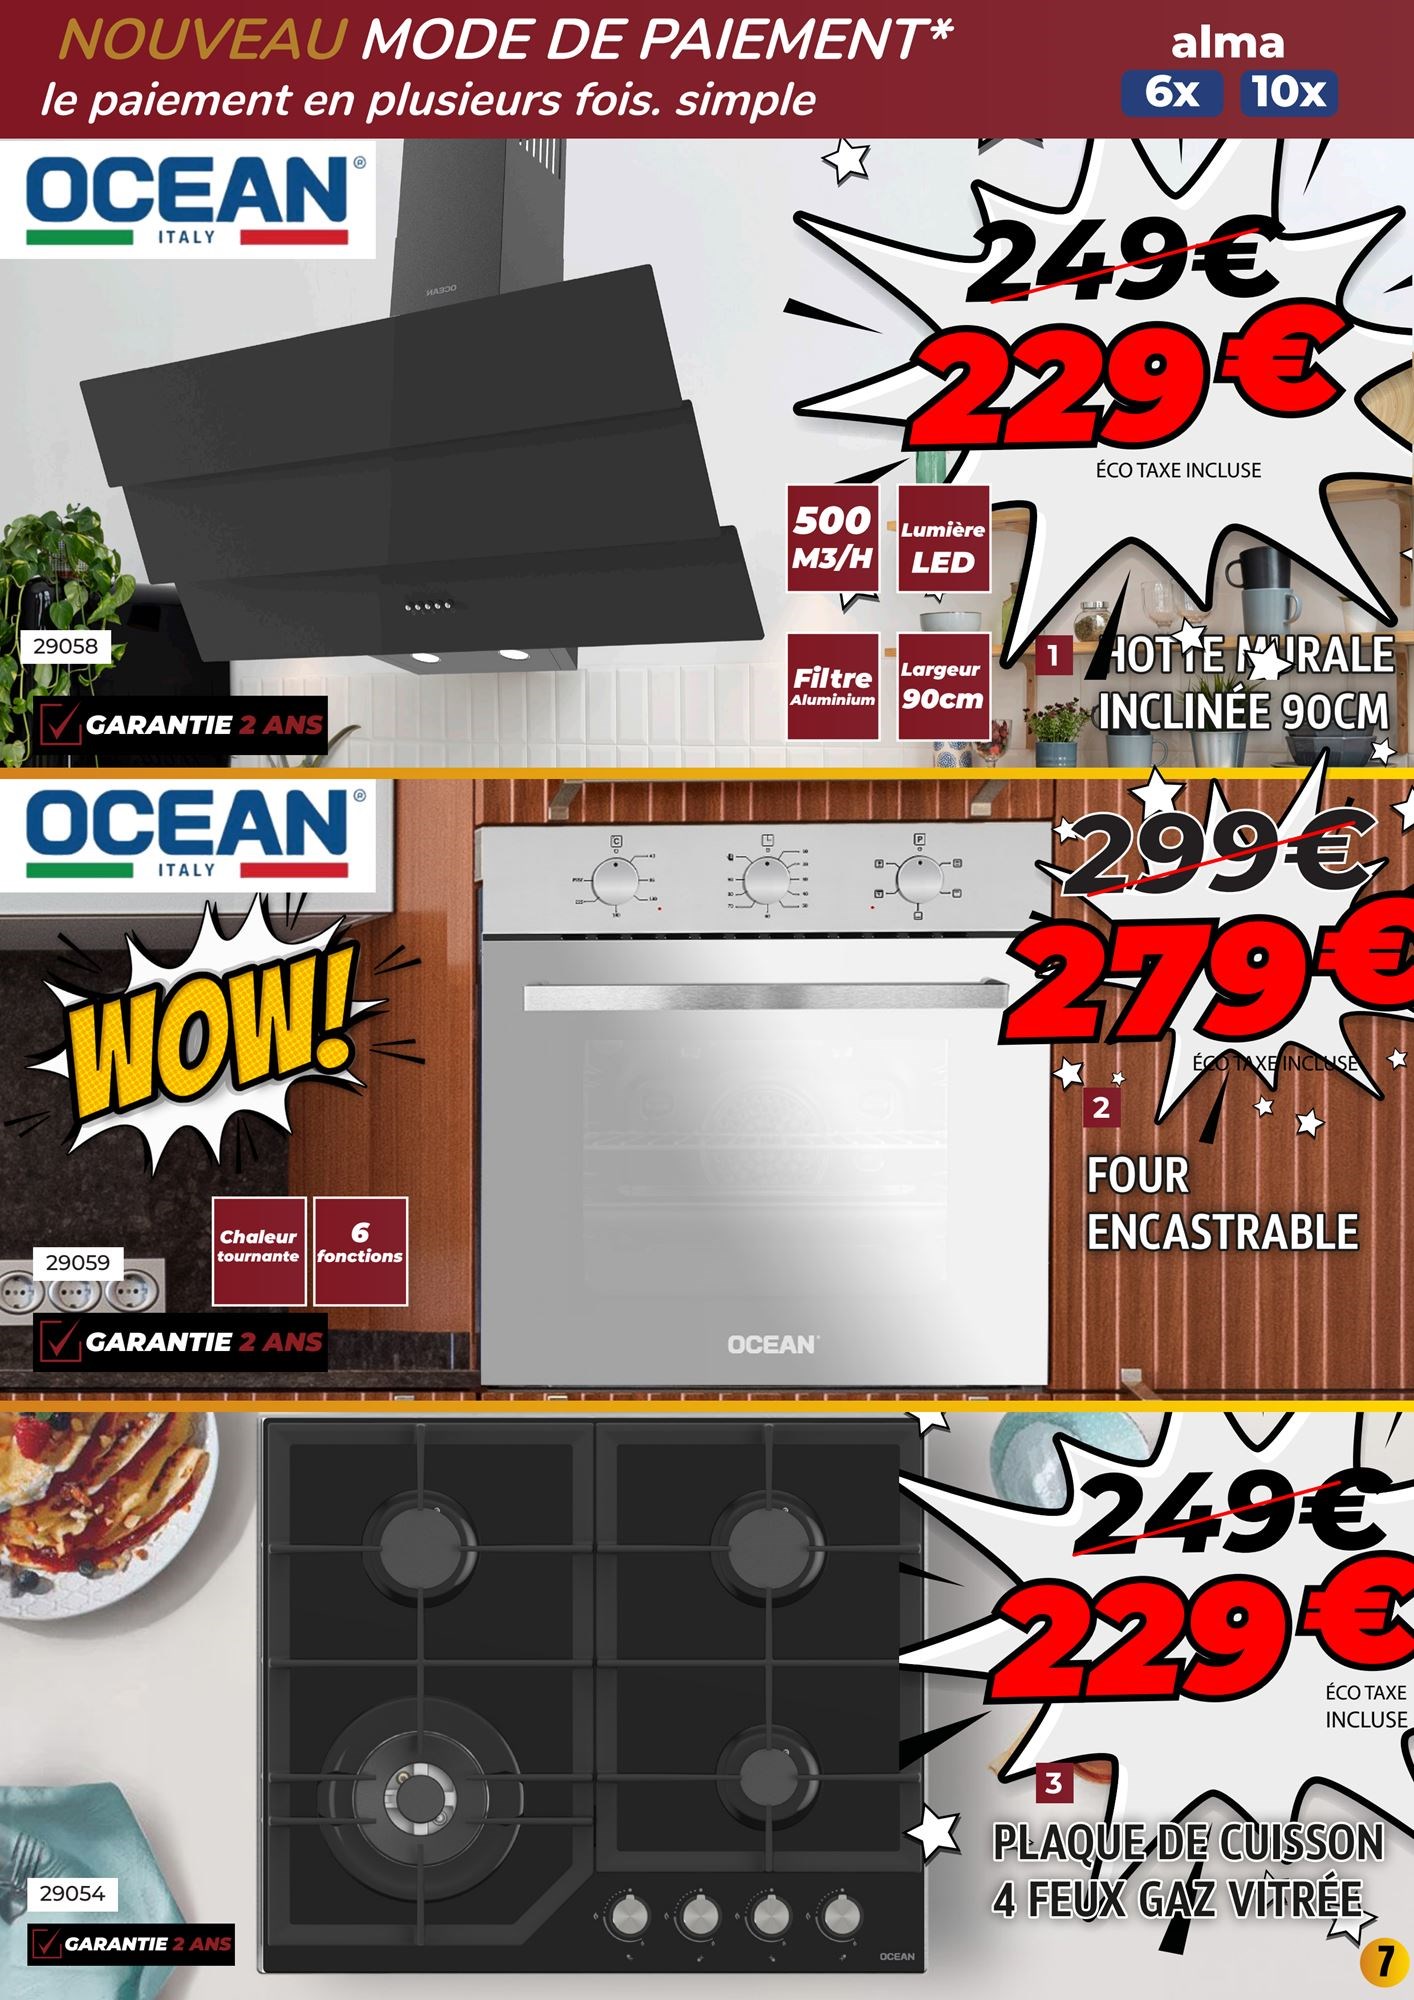 NOUVEAU MODE DE PAIEMENT*
le paiement en plusieurs fois. simple
alma
6x 10x
OCEAN®
ITALY
OCEAN
249€
229€
ÉCO TAXE INCLUSE
500
M3/H
Lumière
LED
Filtre
Aluminium
Largeur
90cm
29058
GARANTIE 2 ANS
1
HOTTE MURALE
INCLINÉE 90CM
OCEAN®
ITALY
WOW!
299€
279€
ÉCO TAXE INCLUSE
2
FOUR
ENCASTRABLE
Chaleur
tournante
6
fonctions
29059
GARANTIE 2 ANS
OCEAN
249€
229€
ÉCO TAXE
INCLUSE
3
PLAQUE DE CUISSON
4 FEUX GAZ VITRÉE
29054
GARANTIE 2 ANS
OCEAN
7